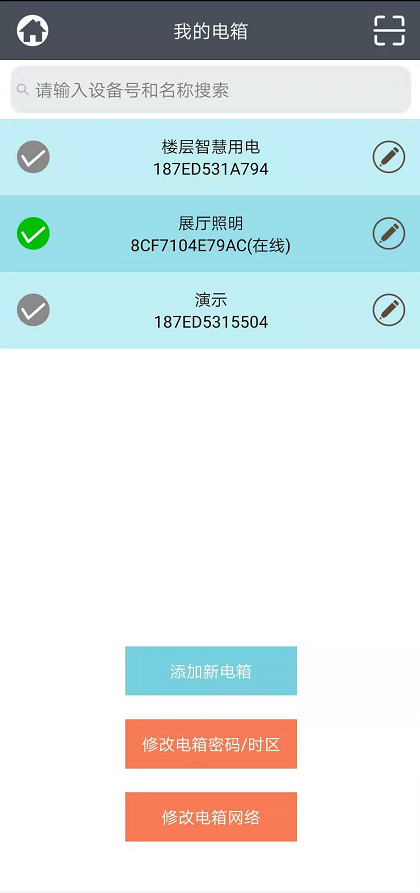 我的电箱
请输入设备号和名称搜索
楼层智慧用电
187ED531A794
展厅照明
8CF7104E79AC(在线)
演示
187ED5315504
添加新电箱
修改电箱密码/时区
修改电箱网络